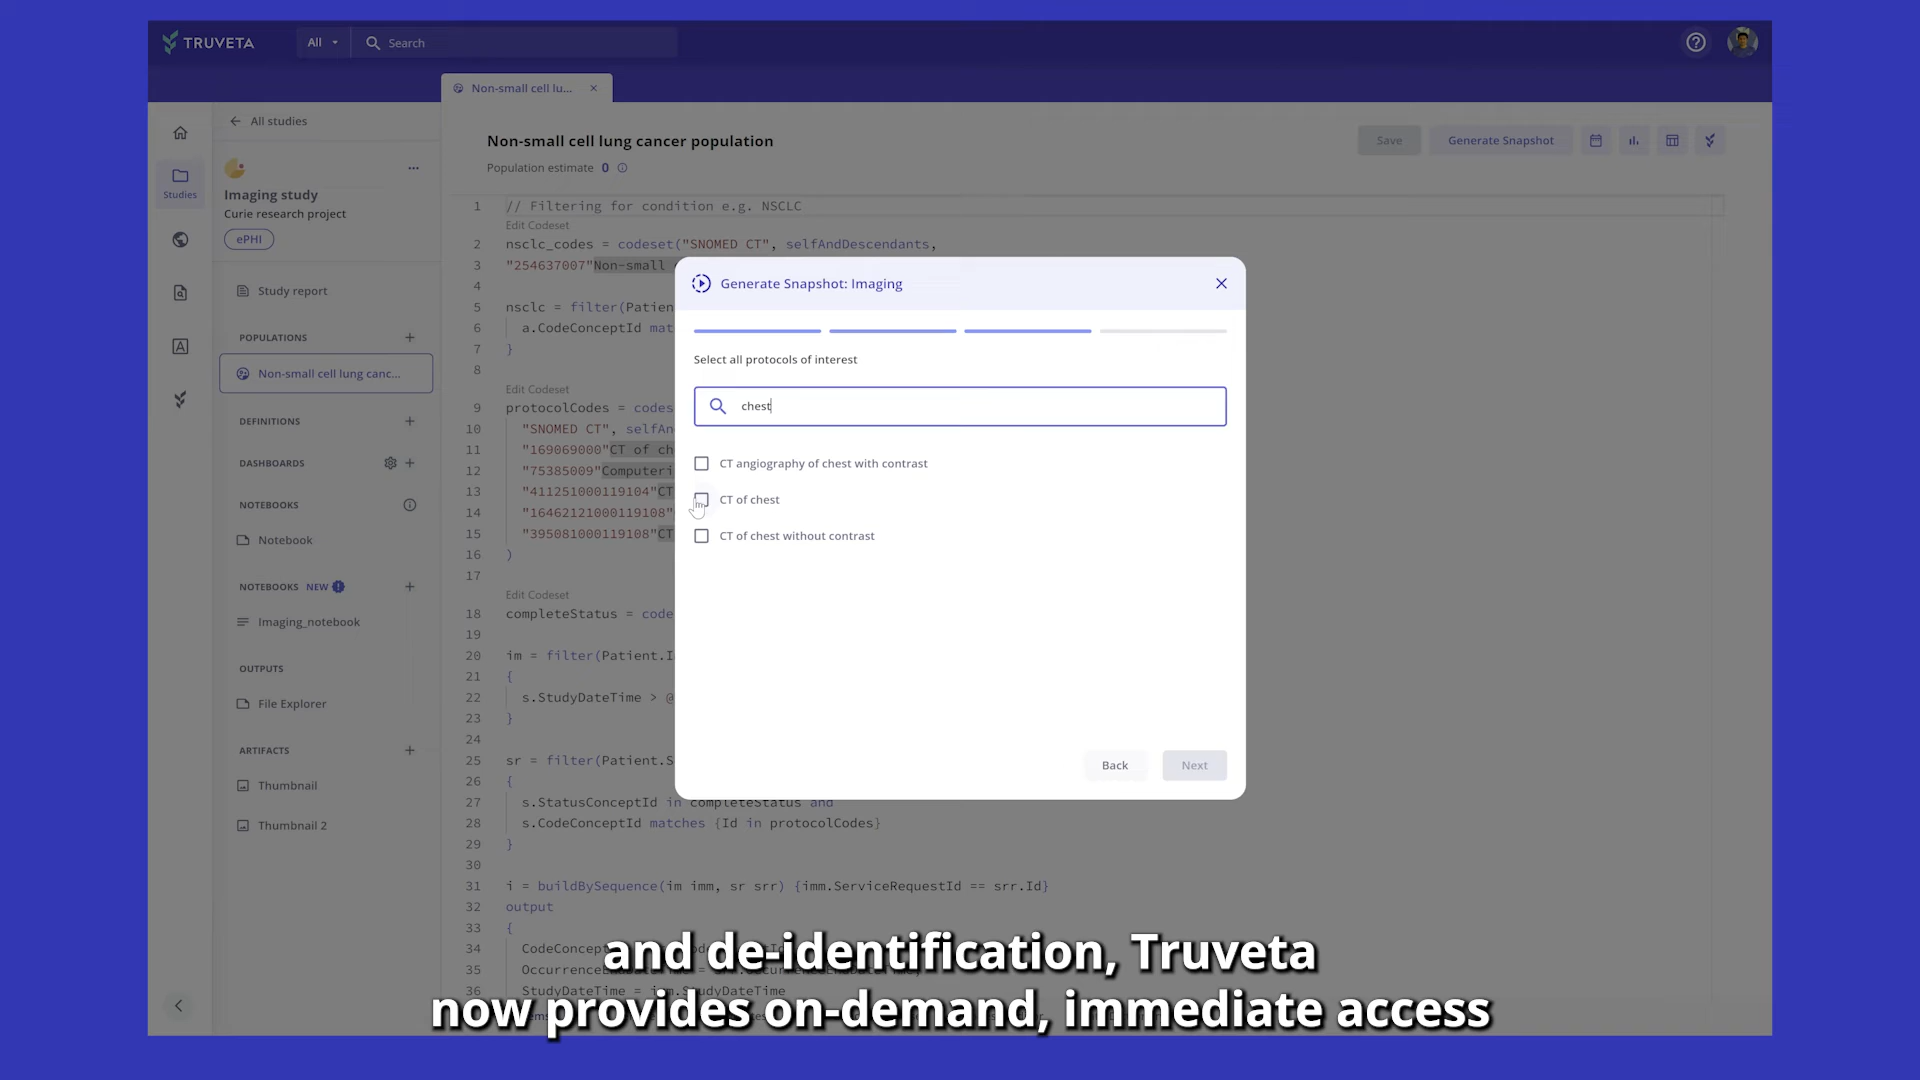 TRUVETA
All
Search
Non-small cell lu...
All studies
Imaging study
Curie research project
ePHI
Studies
Study report
POPULATIONS
Non-small cell lung canc...
DEFINITIONS
DASHBOARDS
NOTEBOOKS
Notebook
NOTEBOOKS NEW
Imaging_notebook
OUTPUTS
File Explorer
ARTIFACTS
Thumbnail
Thumbnail 2
Non-small cell lung cancer population
Population estimate 0
Save
Generate Snapshot
1 // Filtering for condition e.g. NSCLC
Edit Codeset
2 nsclc_codes = codeset("SNOMED CT", selfAndDescendants,
3 "254637007"Non-small
4
5 nsclc = filter(Patien
6 a.CodeConceptId mat
7 }
8
Edit Codeset
9 protocolCodes = codes
10 "SNOMED CT", selfAn
11 "169069000"CT of ch
12 "75385009"Computeri
13 "411251000119104"CT
14 "16462121000119108"
15 "395081000119108"CT
16 )
17
Edit Codeset
18 completeStatus = code
19
20 im = filter(Patient.I
21 {
22 s.StudyDateTime > @
23 }
24
25 sr = filter(Patient.S
26 {
27 s.StatusConceptId in completeStatus and
28 s.CodeConceptId matches {Id in protocolCodes}
29 }
30
31 i = buildBySequence(im imm, sr srr) {imm.ServiceRequestId == srr.Id}
32 output
33 {
34 CodeConcep
35
36 StudyDateTime = imm.StudyDateTime
Generate Snapshot: Imaging
Select all protocols of interest
chest
CT angiography of chest with contrast
CT of chest
CT of chest without contrast
Back
Next
and de-identification, Truveta
now provides on-demand, immediate access